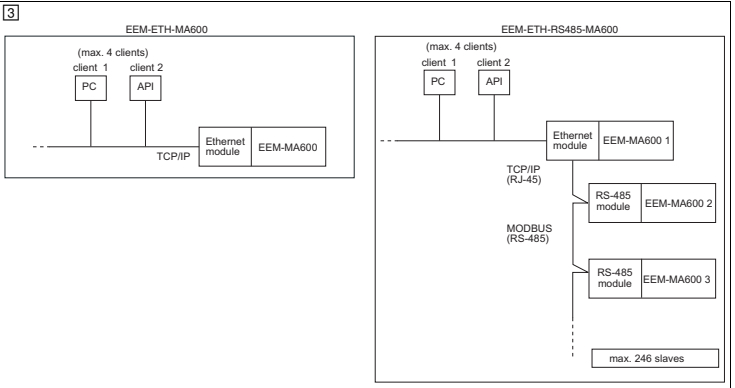 3
EEM-ETH-MA600
(max. 4 clients)
client 1 client 2
PC API
Ethernet
module
EEM-MA600
TCP/IP
EEM-ETH-RS485-MA600
(max. 4 clients)
client 1 client 2
PC API
Ethernet
module
EEM-MA600 1
TCP/IP
(RJ-45)
RS-485
module
EEM-MA600 2
MODBUS
(RS-485)
RS-485
module
EEM-MA600 3
max. 246 slaves